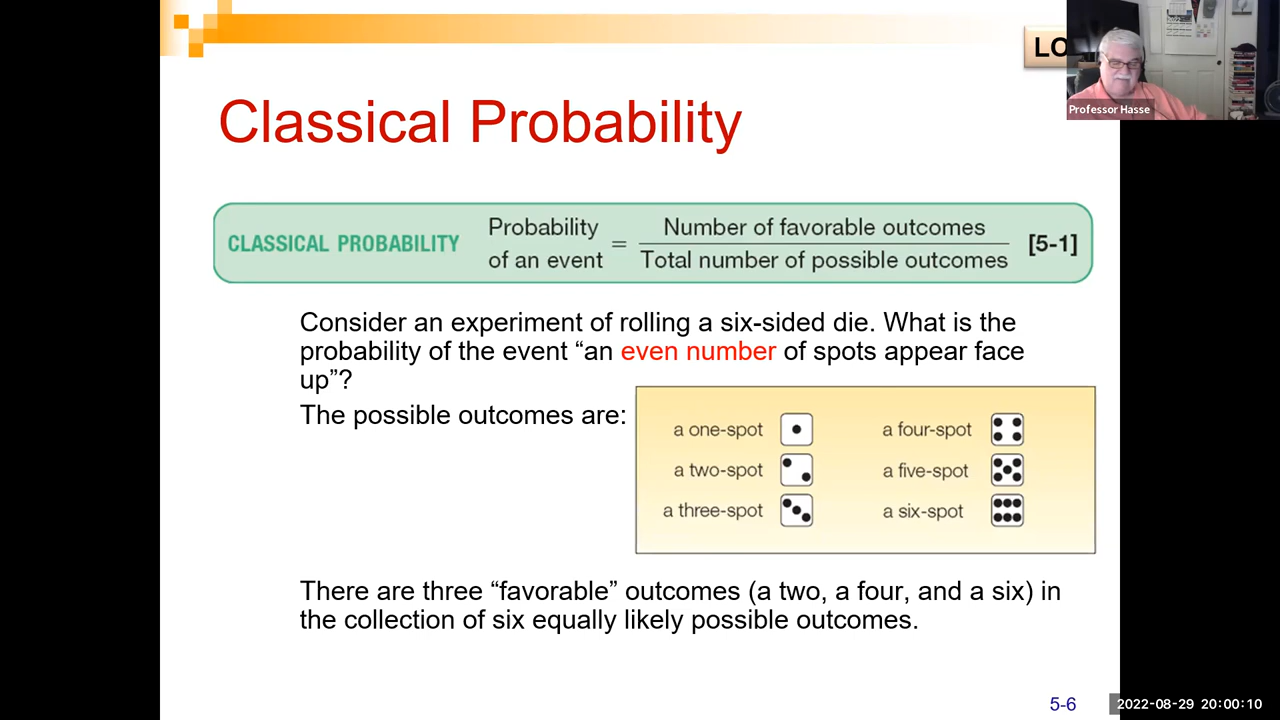 LO
Professor Hasse
Classical Probability
CLASSICAL PROBABILITY Probability of an event = Number of favorable outcomes / Total number of possible outcomes [5-1]
Consider an experiment of rolling a six-sided die. What is the
probability of the event “an even number of spots appear face
up”?
The possible outcomes are:
a one-spot a four-spot
a two-spot a five-spot
a three-spot a six-spot
There are three “favorable” outcomes (a two, a four, and a six) in
the collection of six equally likely possible outcomes.
5-6
2022-08-29 20:00:10